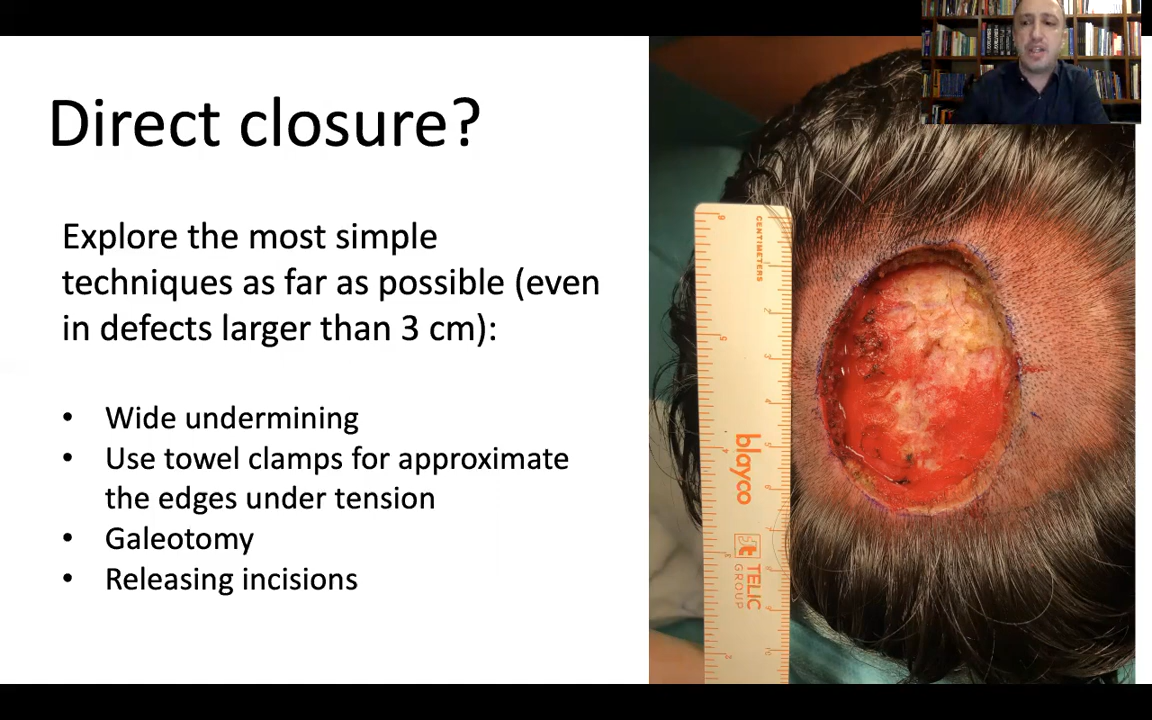 Direct closure?
Explore the most simple
techniques as far as possible (even
in defects larger than 3 cm):
• Wide undermining
• Use towel clamps for approximate
the edges under tension
• Galeotomy
• Releasing incisions
CENTIMETERS
blayco
TELIC
GROUP